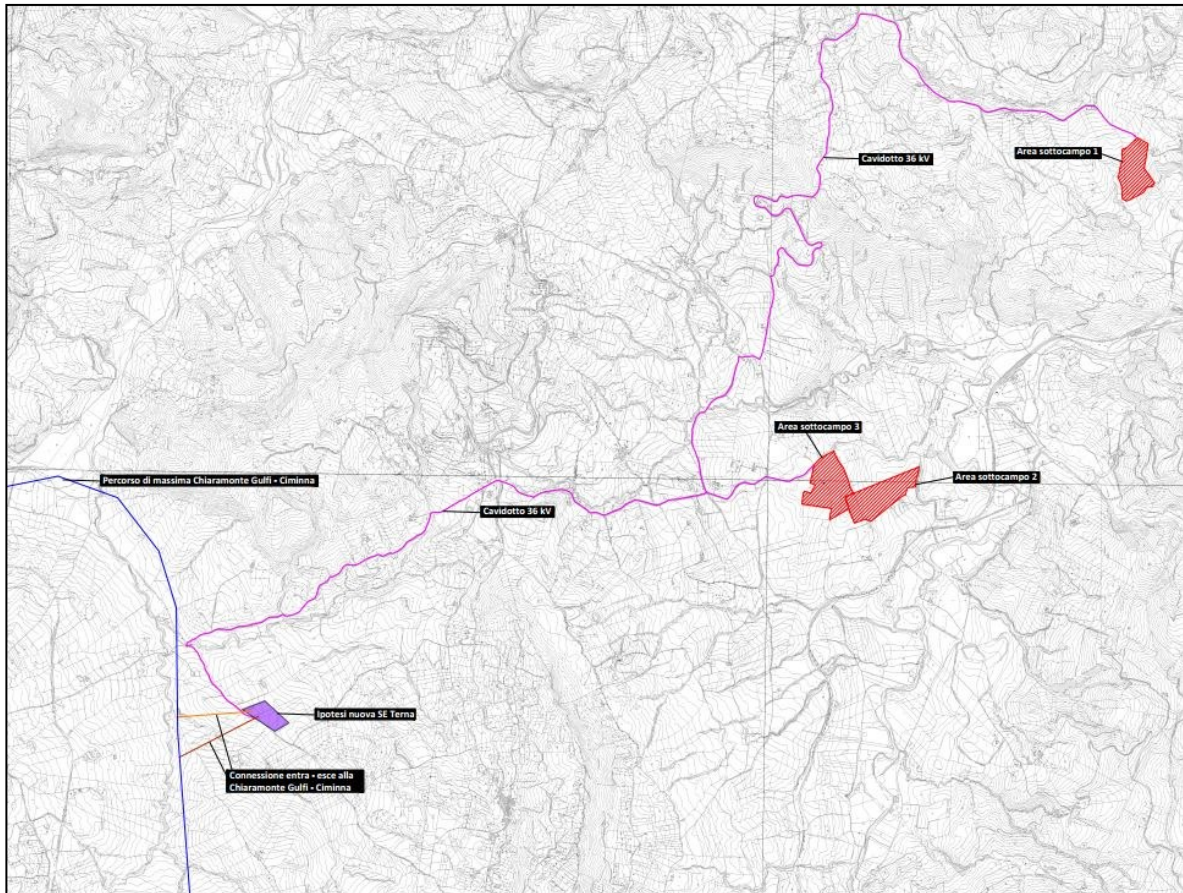 Area sottocampo 1
Cavidotto 36 kV
Area sottocampo 3
Area sottocampo 2
Percorso di massima Chiaramonte Gulfi - Ciminna
Cavidotto 36 kV
Ipotesi nuova SE Terna
Connessione entra - esce alla
Chiaramonte Gulfi - Ciminna